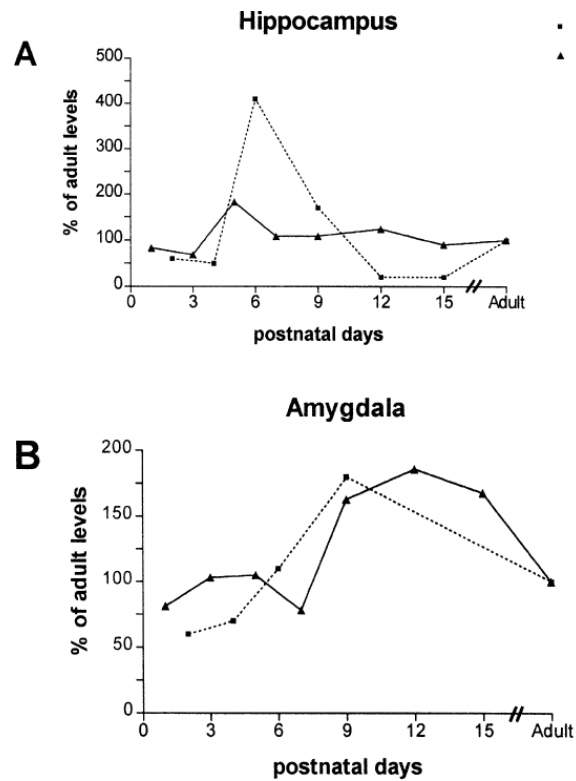 Hippocampus
A
% of adult levels
500
400
300
200
100
0
0 3 6 9 12 15 Adult
postnatal days
Amygdala
B
% of adult levels
200
150
100
50
0
0 3 6 9 12 15 Adult
postnatal days